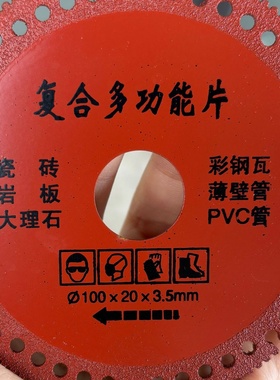 复合多功能片
瓷砖 彩钢瓦
岩板 薄壁管
大理石 PVC管
Ø100×20×3.5mm